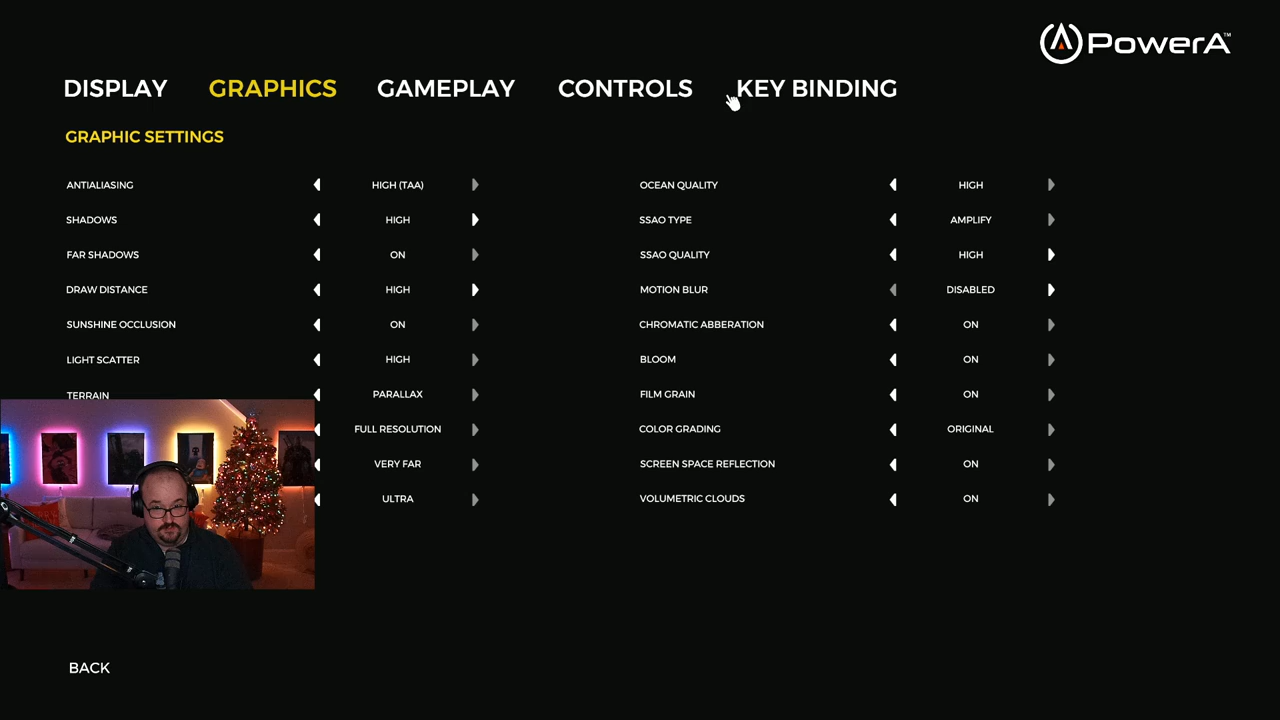 PowerA™
DISPLAY GRAPHICS GAMEPLAY CONTROLS KEY BINDING
GRAPHIC SETTINGS
ANTIALIASING HIGH (TAA)
SHADOWS HIGH
FAR SHADOWS ON
DRAW DISTANCE HIGH
SUNSHINE OCCLUSION ON
LIGHT SCATTER HIGH
TERRAIN PARALLAX
FULL RESOLUTION
VERY FAR
ULTRA
OCEAN QUALITY HIGH
SSAO TYPE AMPLIFY
SSAO QUALITY HIGH
MOTION BLUR DISABLED
CHROMATIC ABBERATION ON
BLOOM ON
FILM GRAIN ON
COLOR GRADING ORIGINAL
SCREEN SPACE REFLECTION ON
VOLUMETRIC CLOUDS ON
BACK